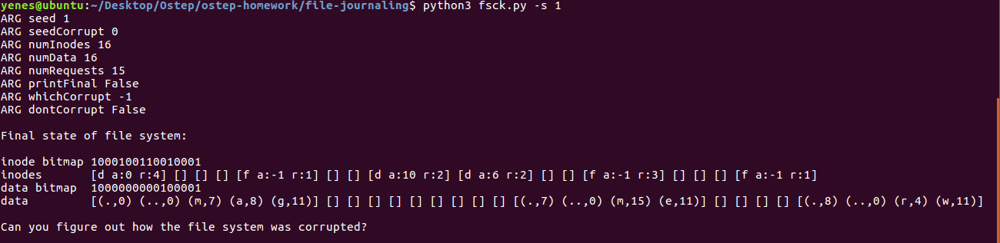 yenes@ubuntu:~/Desktop/Ostep/ostep-homework/file-journaling$ python3 fsck.py -s 1
ARG seed 1
ARG seedCorrupt 0
ARG numInodes 16
ARG numData 16
ARG numRequests 15
ARG printFinal False
ARG whichCorrupt -1
ARG dontCorrupt False
Final state of file system:
inode bitmap 1000100110010001
inodes [d a:0 r:4] [] [] [] [f a:-1 r:1] [] [] [d a:10 r:2] [d a:6 r:2] [] [] [f a:-1 r:3] [] [] [] [f a:-1 r:1]
data bitmap 1000000000100001
data [(.,0) (..,0) (m,7) (a,8) (g,11)] [] [] [] [] [] [] [] [] [] [(.,7) (..,0) (m,15) (e,11)] [] [] [] [] [(.,8) (..,0) (r,4) (w,11)]
Can you figure out how the file system was corrupted?